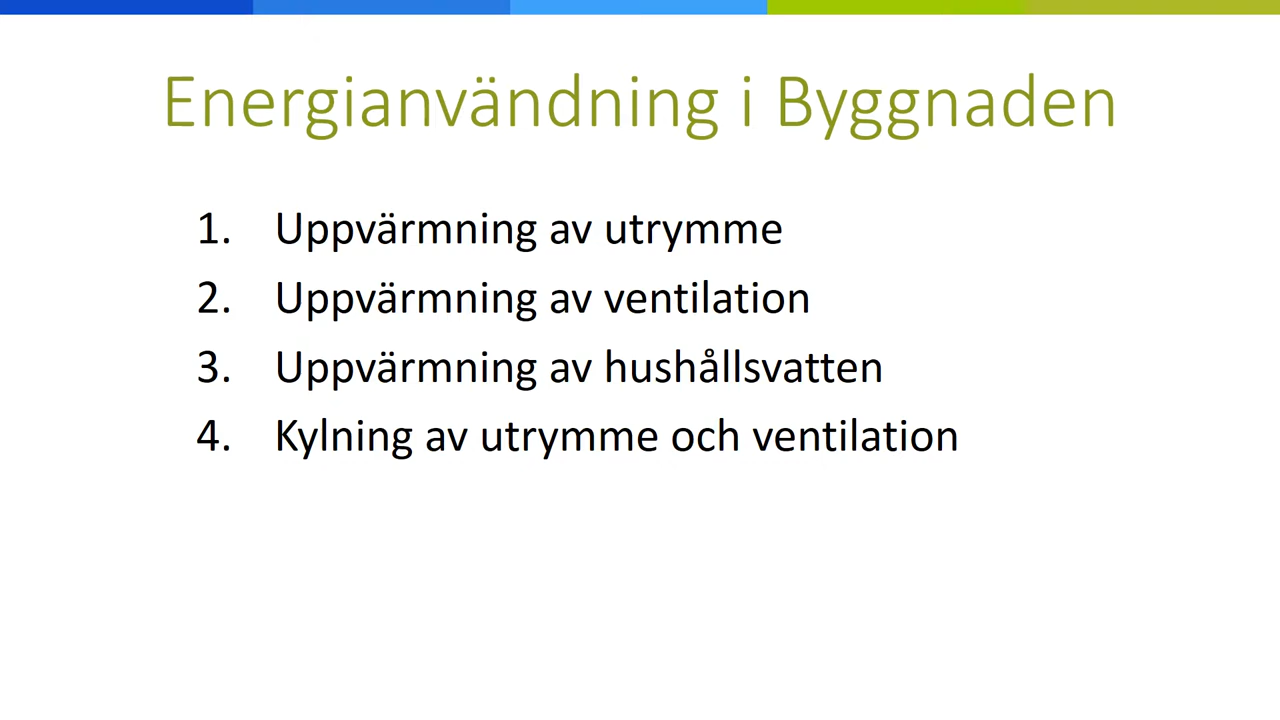 Energianvändning i Byggnaden
1. Uppvärmning av utrymme
2. Uppvärmning av ventilation
3. Uppvärmning av hushållsvatten
4. Kylning av utrymme och ventilation